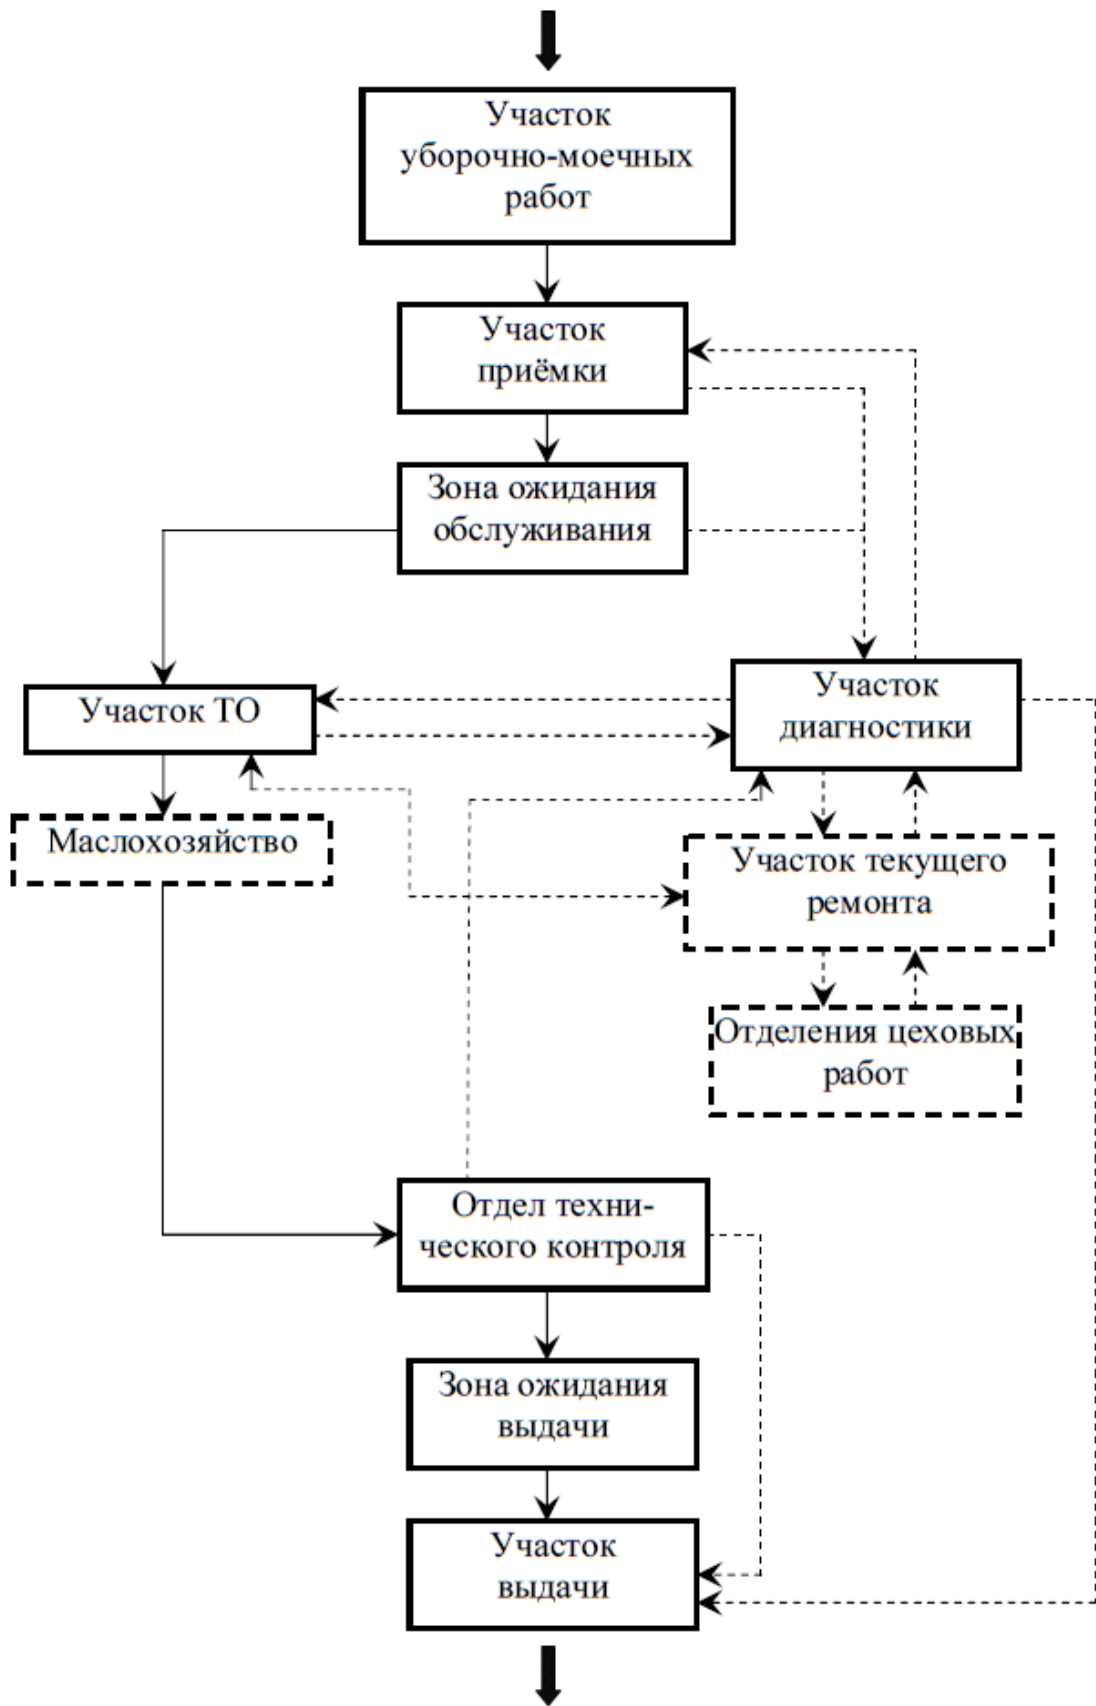 Участок
уборочно-моечных
работ
Участок
приёмки
Зона ожидания
обслуживания
Участок ТО
Участок
диагностики
Маслохозяйство
Участок текущего
ремонта
Отделения цеховых
работ
Отдел техни-
ческого контроля
Зона ожидания
выдачи
Участок
выдачи